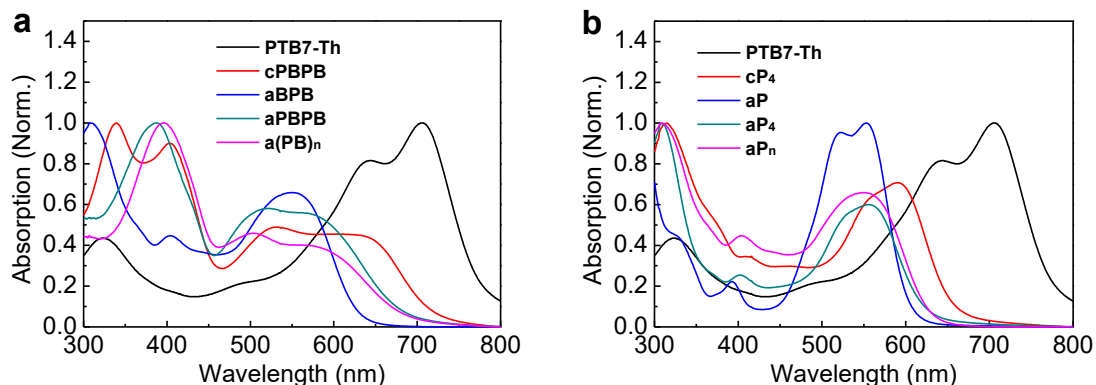 a
1.4
1.2
1.0
0.8
0.6
0.4
0.2
0.0
Absorption (Norm.)
PTB7-Th
cPBPB
aBPB
aPBPB
a(PB)n
300 400 500 600 700 800
Wavelength (nm)
b
1.4
1.2
1.0
0.8
0.6
0.4
0.2
0.0
Absorption (Norm.)
PTB7-Th
cP4
aP
aP4
aPn
300 400 500 600 700 800
Wavelength (nm)